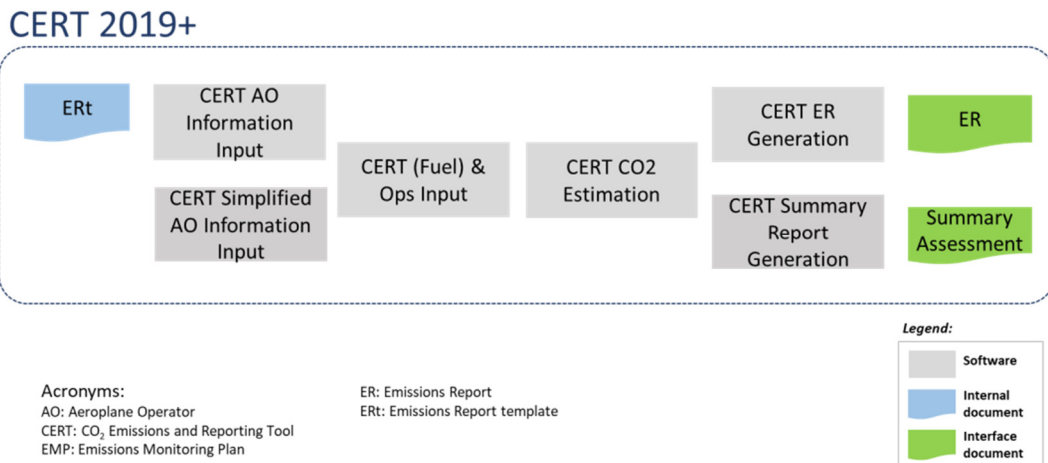 CERT 2019+
ERt
CERT AO
Information
Input
CERT Simplified
AO Information
Input
CERT (Fuel) &
Ops Input
CERT CO2
Estimation
CERT ER
Generation
CERT Summary
Report
Generation
ER
Summary
Assessment
Legend:
Software
Internal
document
Interface
document
Acronyms:
AO: Aeroplane Operator
CERT: CO₂ Emissions and Reporting Tool
EMP: Emissions Monitoring Plan
ER: Emissions Report
ERt: Emissions Report template